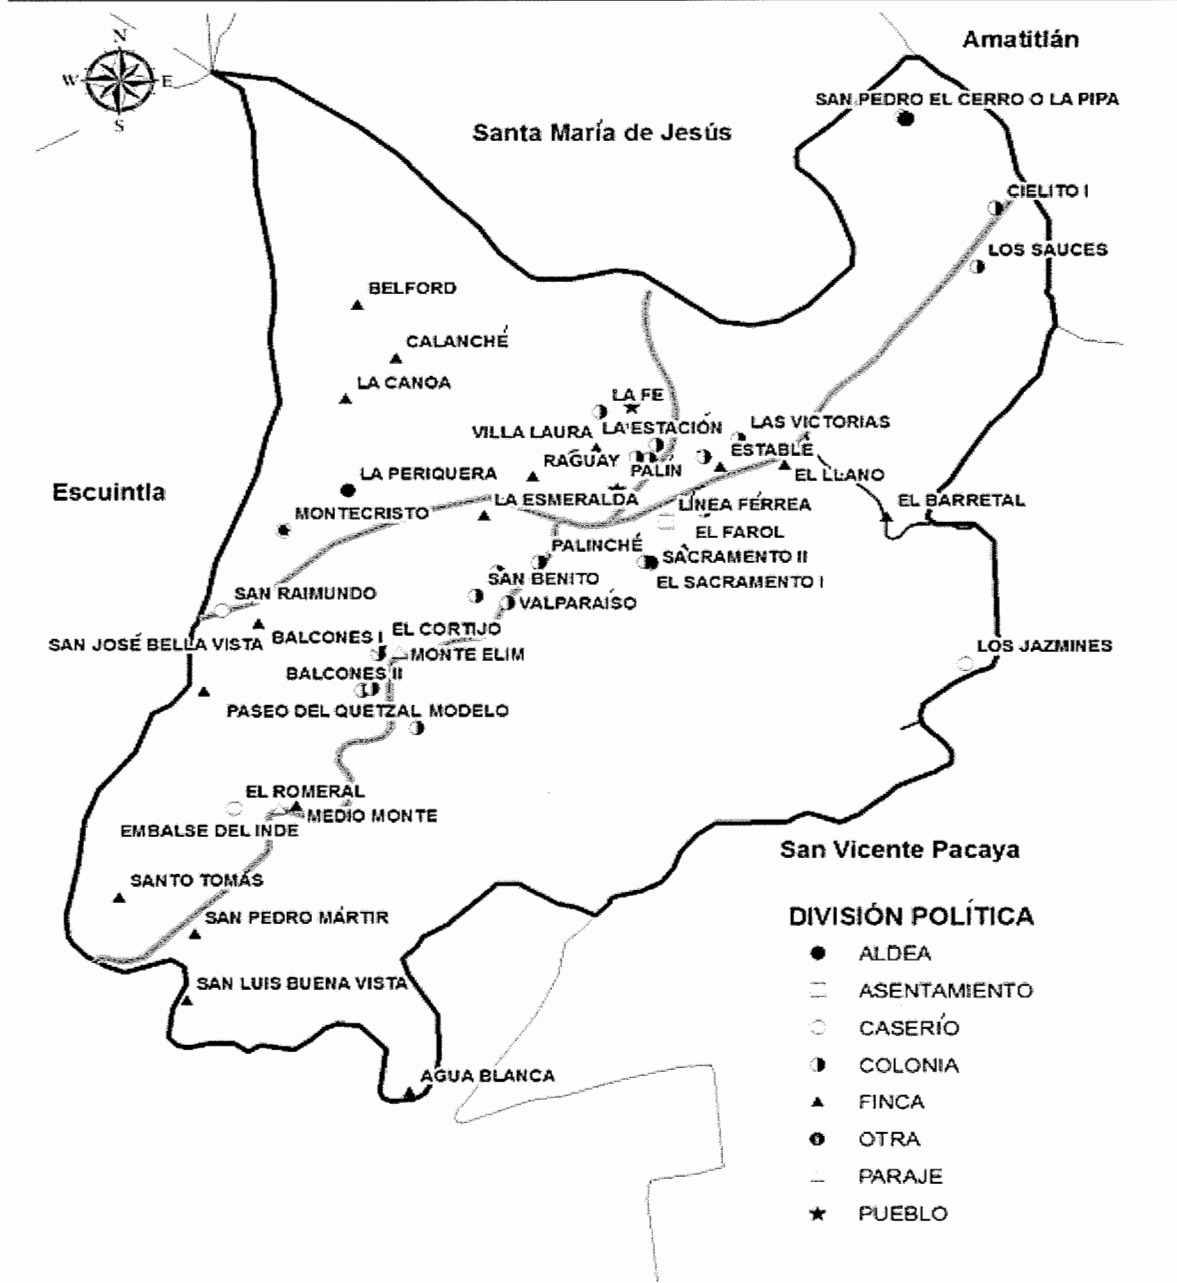 N
W E
S
Amatitlán
SAN PEDRO EL CERRO O LA PIPA
Santa María de Jesús
CIELITO I
LOS SAUCES
BELFORD
CALANCHÉ
LA CANOA
LA FE
VILLA LAURA
LA ESTACIÓN
LAS VICTORIAS
ESTABLE
RAGUAY
PALIN
LA PERIQUERA
EL LLANO
Escuintla
LA ESMERALDA
LÍNEA FÉRREA
EL BARRETAL
MONTECRISTO
EL FAROL
PALINCHÉ
SACRAMENTO II
SAN BENITO
EL SACRAMENTO I
SAN RAIMUNDO
VALPARAÍSO
SAN JOSÉ BELLA VISTA
BALCONES I
EL CORTIJO
MONTE ELIM
LOS JAZMINES
BALCONES II
PASEO DEL QUETZAL
MODELO
EL ROMERAL
MEDIO MONTE
EMBALSE DEL INDE
San Vicente Pacaya
SANTO TOMÁS
SAN PEDRO MÁRTIR
SAN LUIS BUENA VISTA
AGUA BLANCA
DIVISIÓN POLÍTICA
ALDEA
ASENTAMIENTO
CASERÍO
COLONIA
FINCA
OTRA
PARAJE
PUEBLO